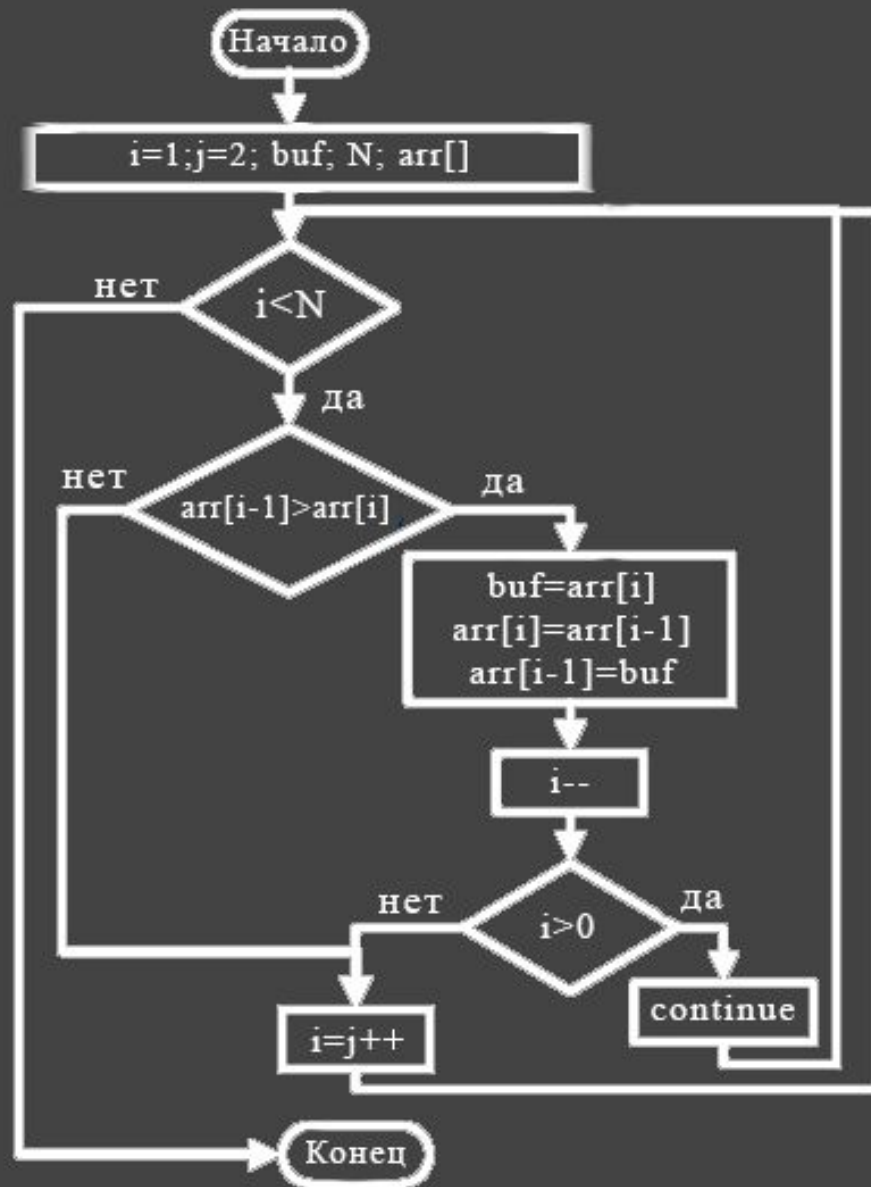 Начало
i=1;j=2; buf; N; arr[]
нет
i<N
да
нет
arr[i-1]>arr[i]
да
buf=arr[i]
arr[i]=arr[i-1]
arr[i-1]=buf
i--
нет
i>0
да
continue
i=j++
Конец